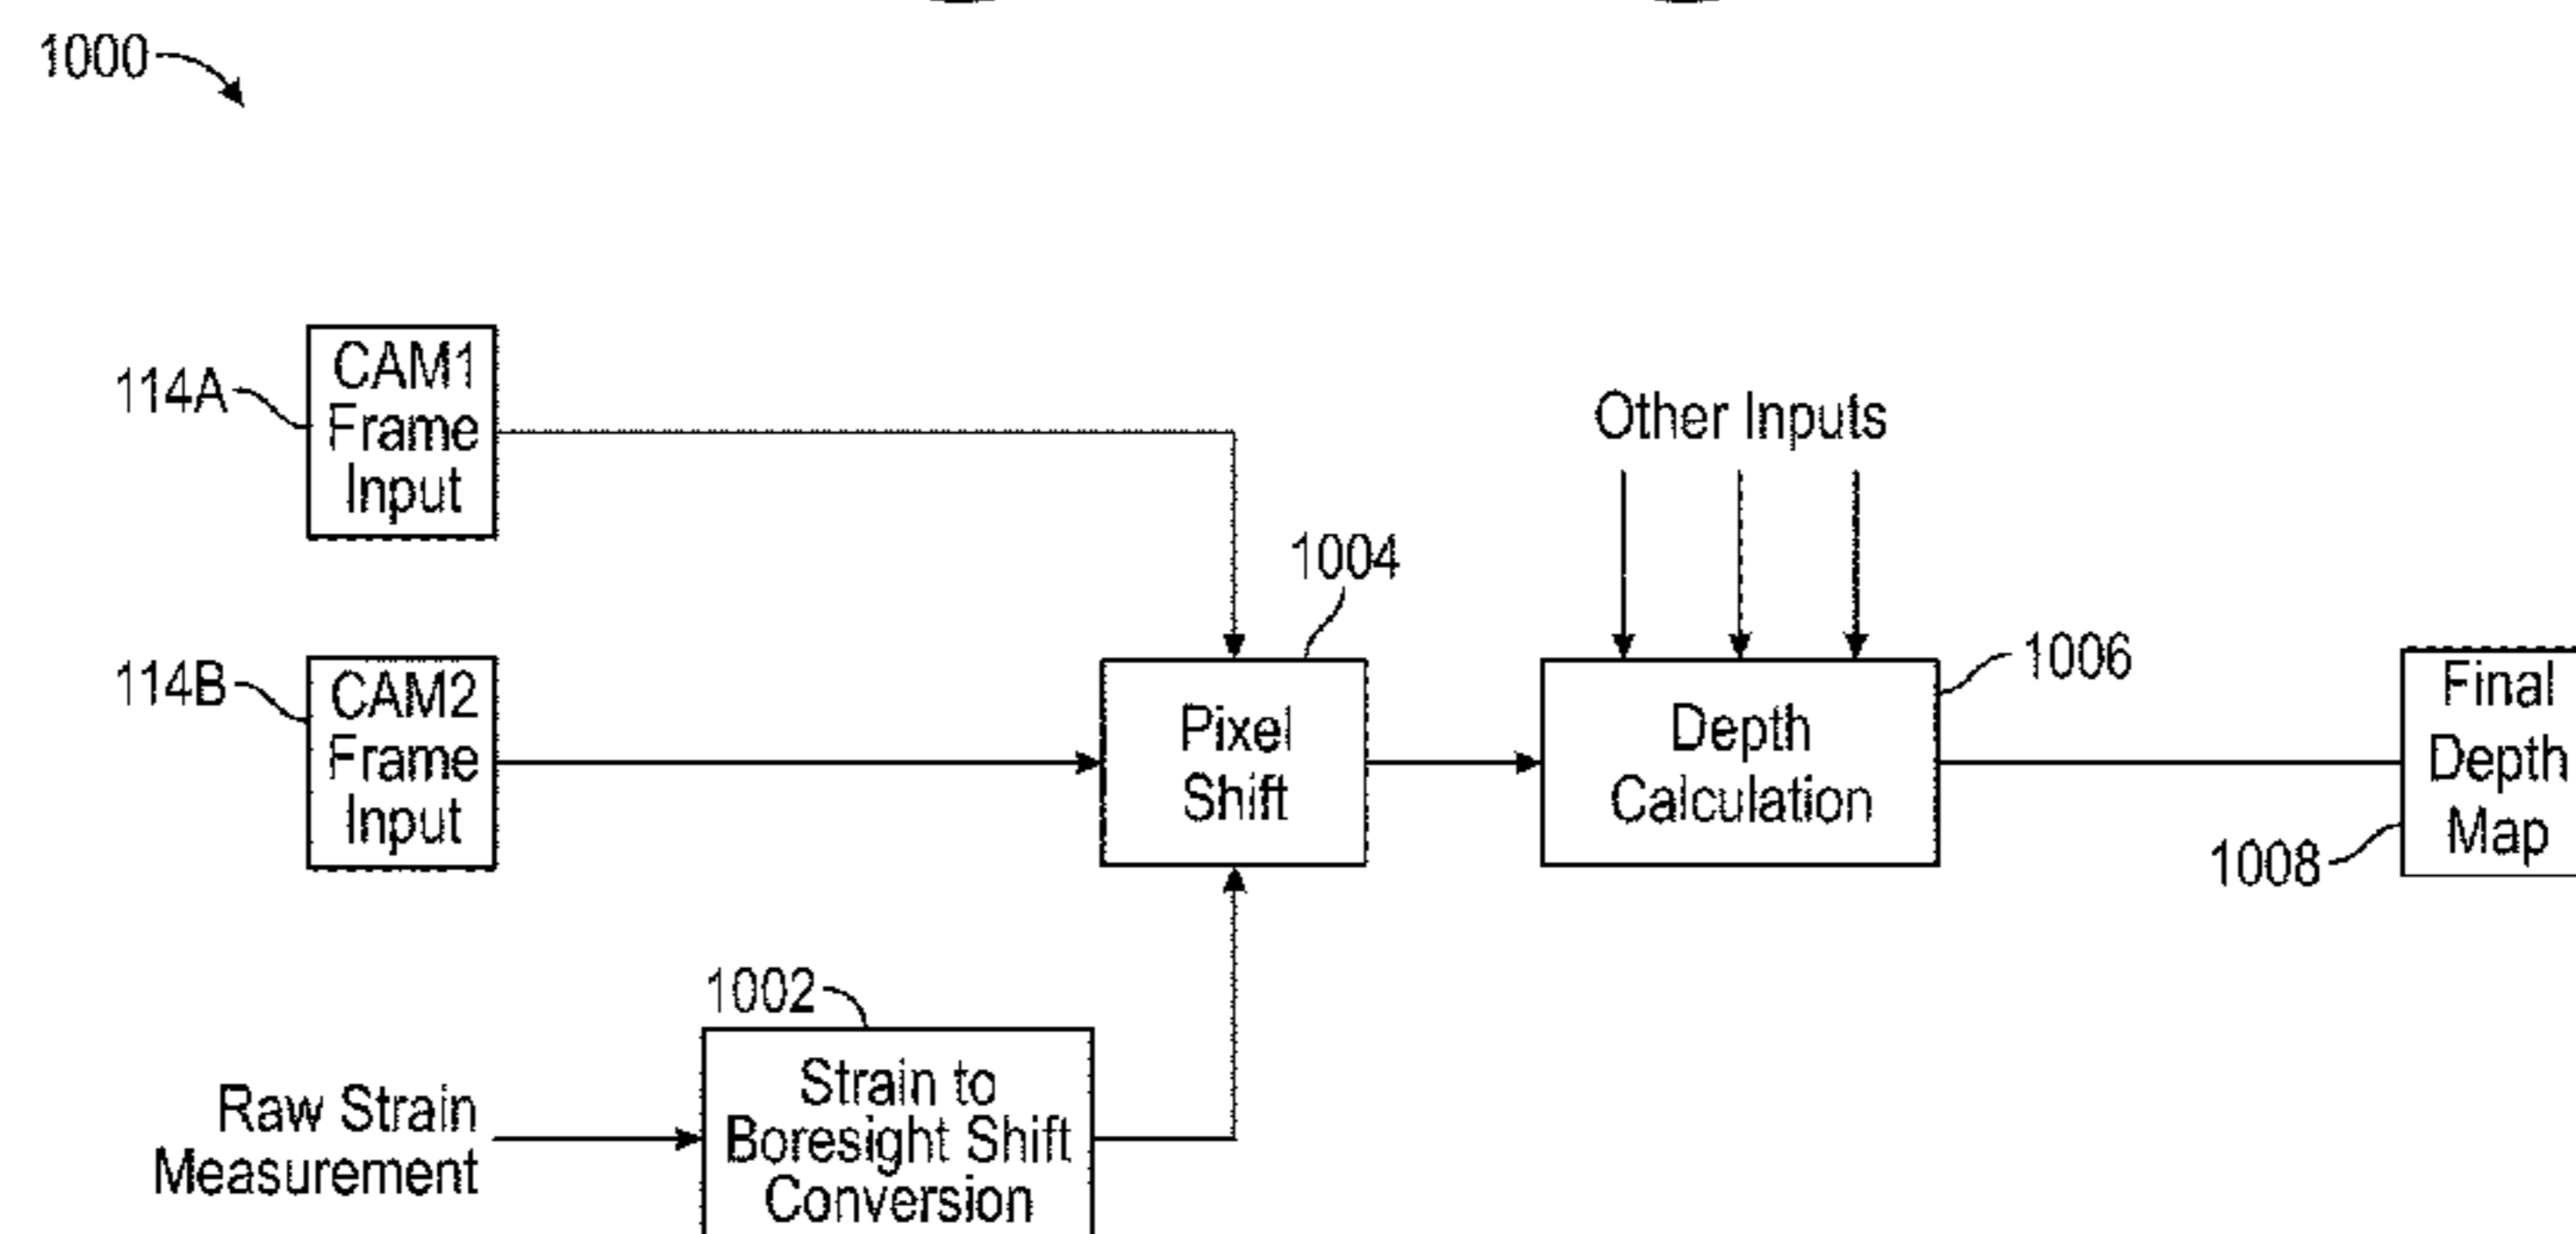 1000
CAM1
Frame
Input
114A
Other Inputs
1004
CAM2
Frame
Input
114B
Pixel
Shift
Depth
Calculation
1006
Final
Depth
Map
1008
1002
Raw Strain
Measurement
Strain to
Boresight Shift
Conversion